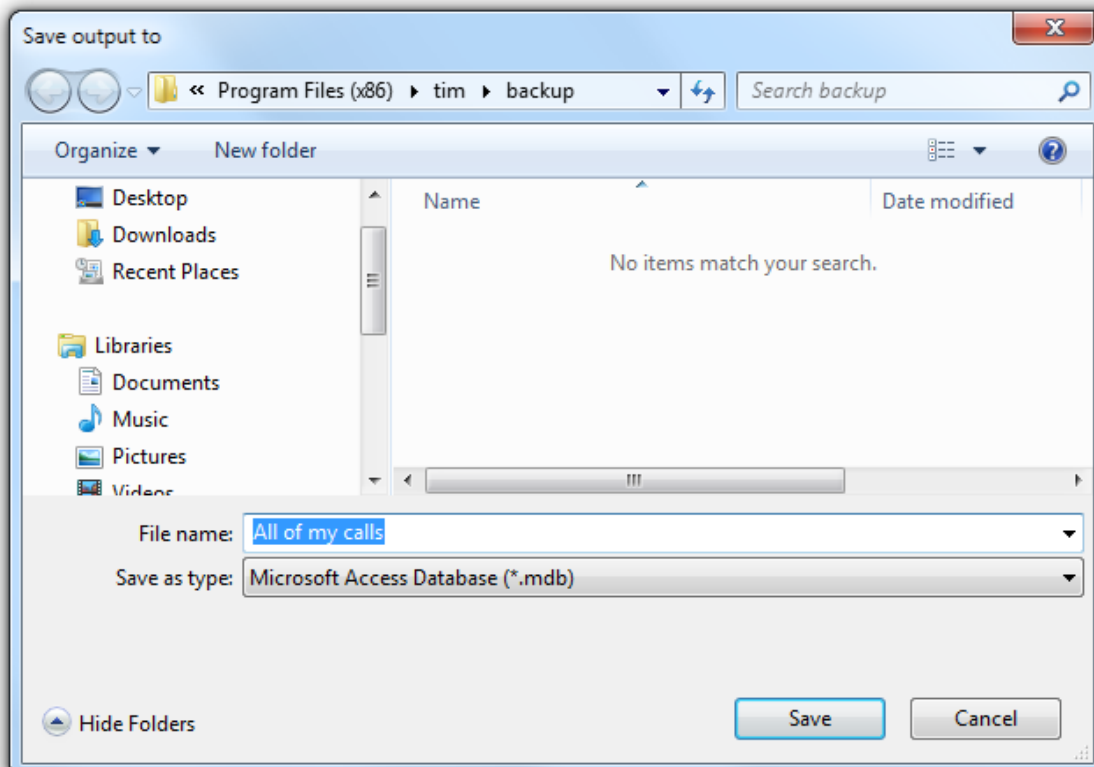 Save output to
« Program Files (x86) ▸ tim ▸ backup
Search backup
Organize
New folder
Name
Date modified
Desktop
Downloads
Recent Places
No items match your search.
Libraries
Documents
Music
Pictures
Videos
File name: All of my calls
Save as type: Microsoft Access Database (*.mdb)
Hide Folders
Save
Cancel